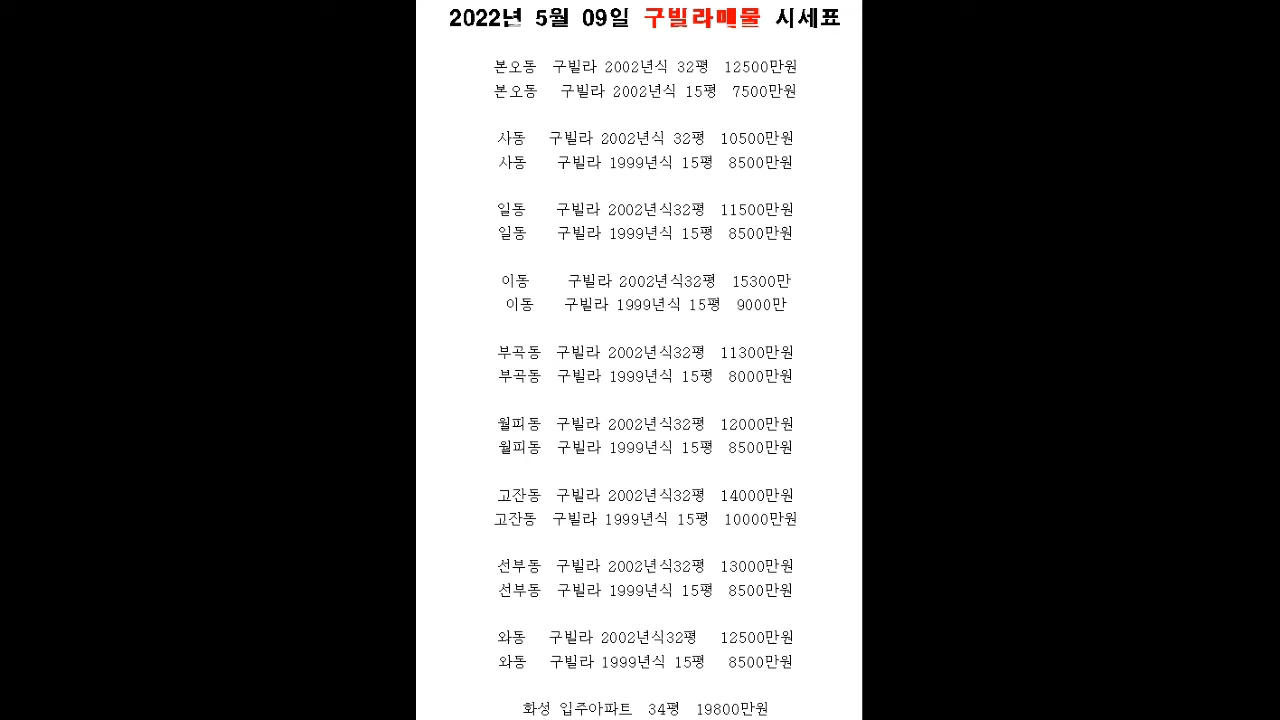 2022년 5월 09일 구빌라매물 시세표
본오동 구빌라 2002년식 32평 12500만원
본오동 구빌라 2002년식 15평 7500만원
사동 구빌라 2002년식 32평 10500만원
사동 구빌라 1999년식 15평 8500만원
일동 구빌라 2002년식32평 11500만원
일동 구빌라 1999년식 15평 8500만원
이동 구빌라 2002년식32평 15300만
이동 구빌라 1999년식 15평 9000만
부곡동 구빌라 2002년식32평 11300만원
부곡동 구빌라 1999년식 15평 8000만원
월피동 구빌라 2002년식32평 12000만원
월피동 구빌라 1999년식 15평 8500만원
고잔동 구빌라 2002년식32평 14000만원
고잔동 구빌라 1999년식 15평 10000만원
선부동 구빌라 2002년식32평 13000만원
선부동 구빌라 1999년식 15평 8500만원
와동 구빌라 2002년식32평 12500만원
와동 구빌라 1999년식 15평 8500만원
화성 입주아파트 34평 19800만원